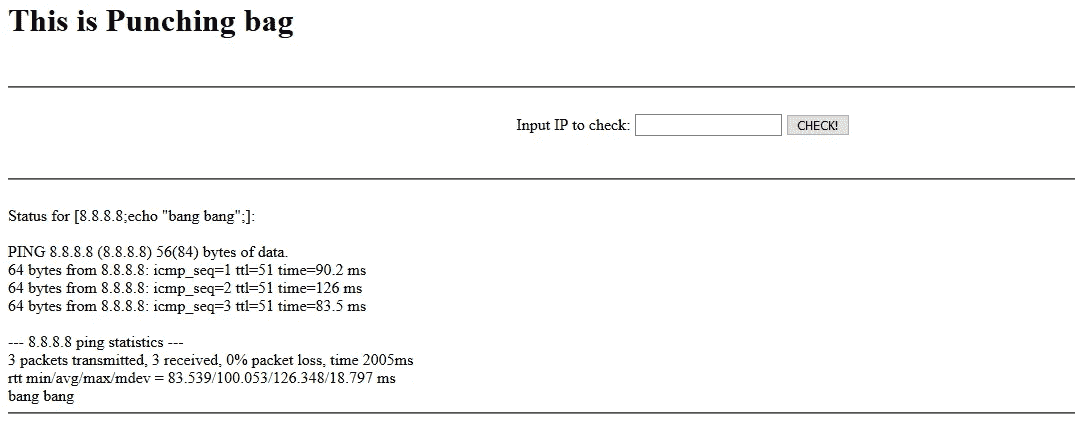 This is Punching bag
Input IP to check: CHECK!
Status for [8.8.8.8;echo "bang bang";]:
PING 8.8.8.8 (8.8.8.8) 56(84) bytes of data.
64 bytes from 8.8.8.8: icmp_seq=1 ttl=51 time=90.2 ms
64 bytes from 8.8.8.8: icmp_seq=2 ttl=51 time=126 ms
64 bytes from 8.8.8.8: icmp_seq=3 ttl=51 time=83.5 ms
--- 8.8.8.8 ping statistics ---
3 packets transmitted, 3 received, 0% packet loss, time 2005ms
rtt min/avg/max/mdev = 83.539/100.053/126.348/18.797 ms
bang bang